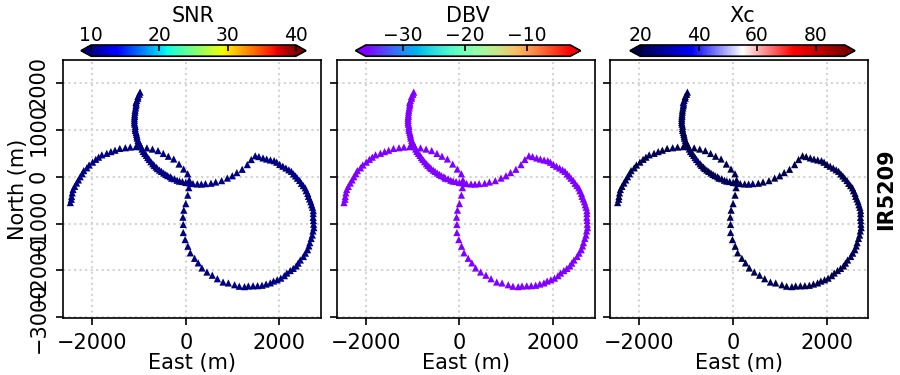 SNR DBV Xc
10 20 30 40 −30 −20 −10 20 40 60 80
North (m)
2000
1000
0
−1000
−2000
−3000
IR5209
−2000 0 2000 −2000 0 2000 −2000 0 2000
East (m) East (m) East (m)